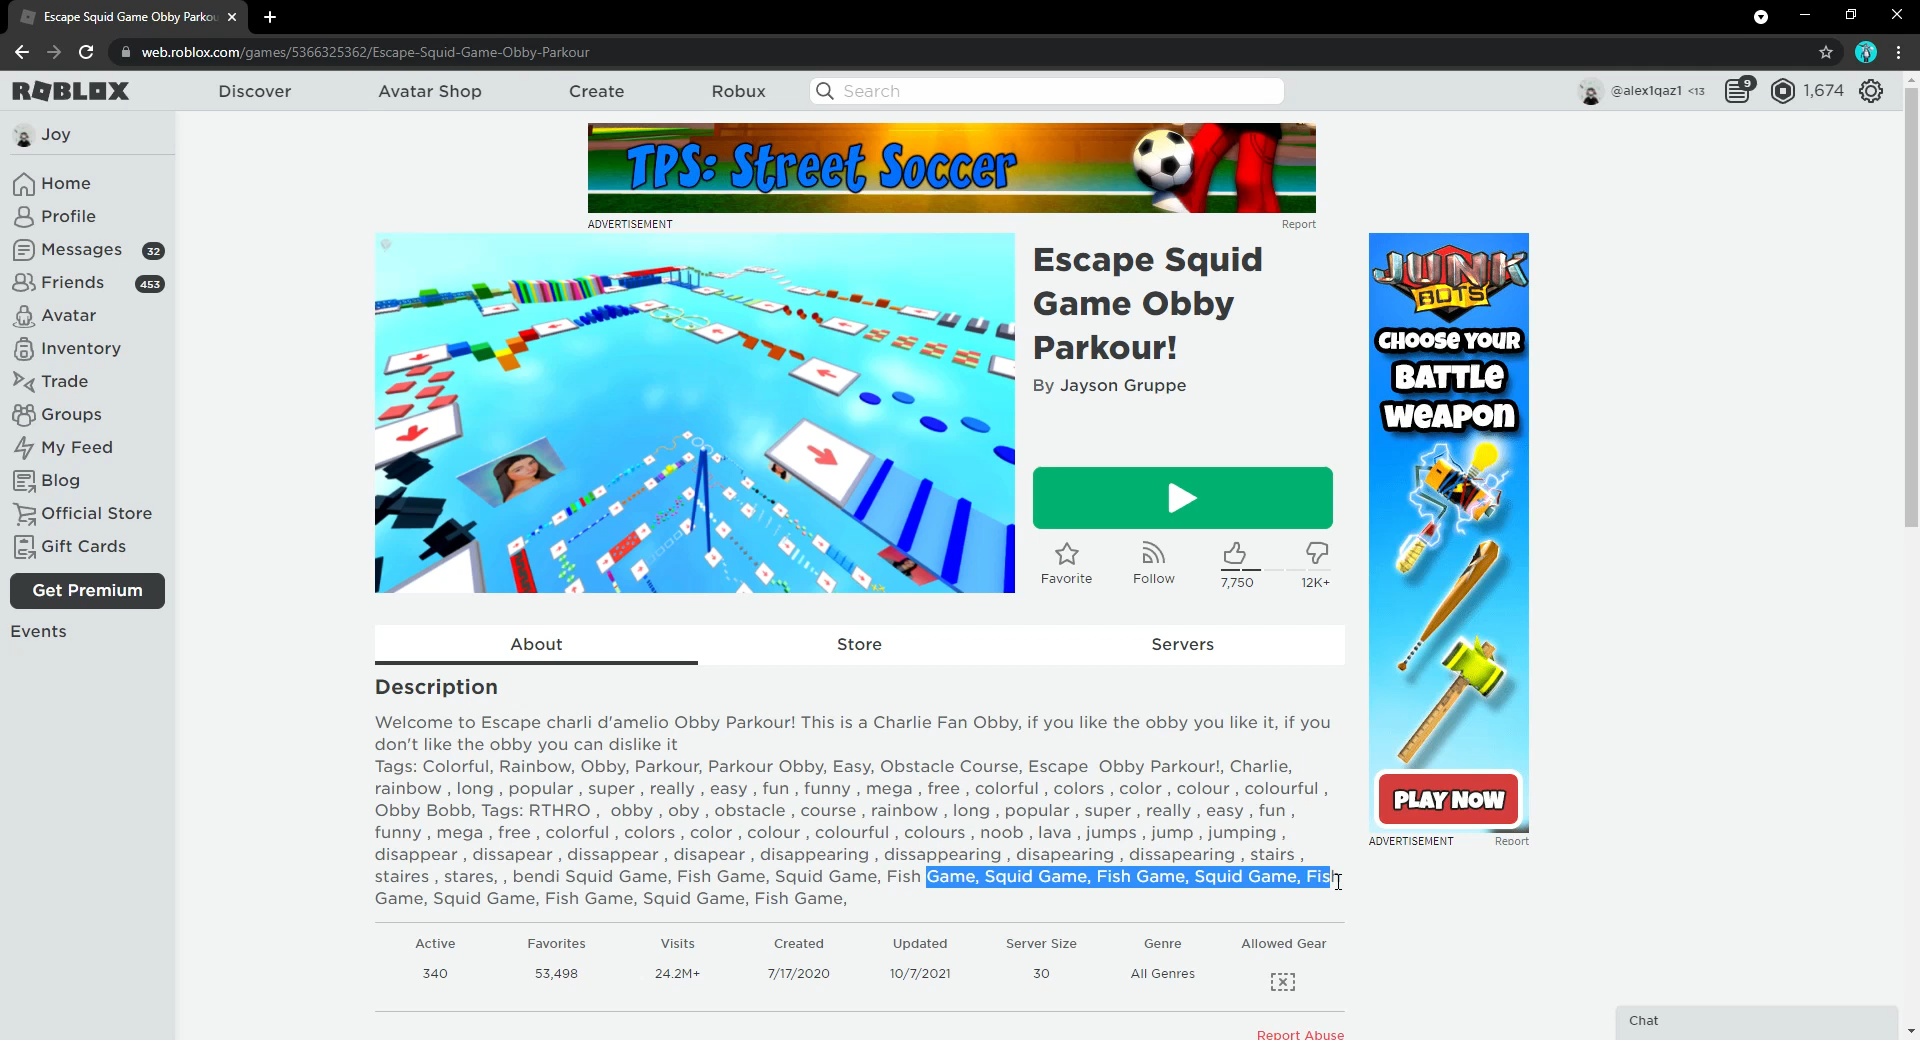 Escape Squid Game Obby Parkou
web.roblox.com/games/5366325362/Escape-Squid-Game-Obby-Parkour
ROBLOX
Discover
Avatar Shop
Create
Robux
Search
@alex1qaz1 <13
9
1,674
Joy
Home
Profile
Messages 32
Friends 453
Avatar
Inventory
Trade
Groups
My Feed
Blog
Official Store
Gift Cards
Get Premium
Events
TPS: Street Soccer
ADVERTISEMENT
Report
Escape Squid
Game Obby
Parkour!
By Jayson Gruppe
Favorite
Follow
7,750
12K+
JUNK
BOTS
CHOOSE YOUR
BATTLE
WEAPON
PLAY NOW
ADVERTISEMENT
Report
About
Store
Servers
Description
Welcome to Escape charli d'amelio Obby Parkour! This is a Charlie Fan Obby, if you like the obby you like it, if you
don't like the obby you can dislike it
Tags: Colorful, Rainbow, Obby, Parkour, Parkour Obby, Easy, Obstacle Course, Escape Obby Parkour!, Charlie,
rainbow , long , popular , super , really , easy , fun , funny , mega , free , colorful , colors , color , colour , colourful ,
Obby Bobb, Tags: RTHRO , obby , oby , obstacle , course , rainbow , long , popular , super , really , easy , fun ,
funny , mega , free , colorful , colors , color , colour , colourful , colours , noob , lava , jumps , jump , jumping ,
disappear , dissapear , dissappear , disapear , disappearing , dissappearing , disapearing , dissapearing , stairs ,
staires , stares, , bendi Squid Game, Fish Game, Squid Game, Fish Game, Squid Game, Fish Game, Squid Game, Fish
Game, Squid Game, Fish Game, Squid Game, Fish Game,
Active
Favorites
Visits
Created
Updated
Server Size
Genre
Allowed Gear
340
53,498
24.2M+
7/17/2020
10/7/2021
30
All Genres
Report Abuse
Chat